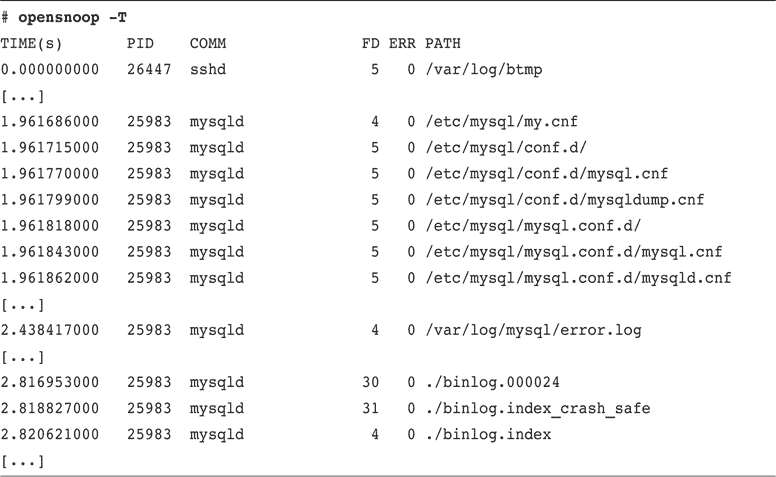 # opensnoop -T
TIME(s)       PID    COMM               FD ERR PATH
0.000000000   26447  sshd                5   0 /var/log/btmp
[...]
1.961686000   25983  mysqld              4   0 /etc/mysql/my.cnf
1.961715000   25983  mysqld              5   0 /etc/mysql/conf.d/
1.961770000   25983  mysqld              5   0 /etc/mysql/conf.d/mysql.cnf
1.961799000   25983  mysqld              5   0 /etc/mysql/conf.d/mysqldump.cnf
1.961818000   25983  mysqld              5   0 /etc/mysql/mysql.conf.d/
1.961843000   25983  mysqld              5   0 /etc/mysql/mysql.conf.d/mysql.cnf
1.961862000   25983  mysqld              5   0 /etc/mysql/mysql.conf.d/mysqld.cnf
[...]
2.438417000   25983  mysqld              4   0 /var/log/mysql/error.log
[...]
2.816953000   25983  mysqld             30   0 ./binlog.000024
2.818827000   25983  mysqld             31   0 ./binlog.index_crash_safe
2.820621000   25983  mysqld              4   0 ./binlog.index
[...]